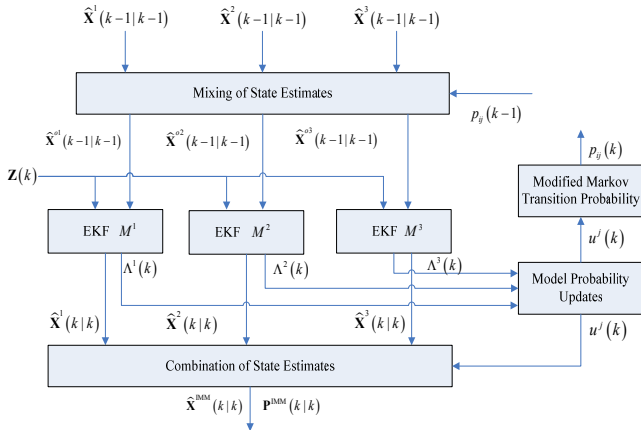 X̂¹(k−1|k−1) X̂²(k−1|k−1) X̂³(k−1|k−1)
Mixing of State Estimates
p_ij(k−1)
X̂ᵒ¹(k−1|k−1) X̂ᵒ²(k−1|k−1) X̂ᵒ³(k−1|k−1)
p_ij(k)
Z(k)
Modified Markov
Transition Probability
EKF M¹ EKF M² EKF M³
u^j(k)
Λ¹(k) Λ²(k) Λ³(k)
Model Probability
Updates
X̂¹(k|k) X̂²(k|k) X̂³(k|k)
u^j(k)
Combination of State Estimates
X̂ᴵᴹᴹ(k|k) Pᴵᴹᴹ(k|k)